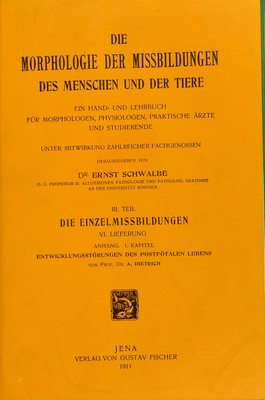 DIE
MORPHOLOGIE DER MISSBILDUNGEN
DES MENSCHEN UND DER TIERE
EIN HAND- UND LEHRBUCH
FÜR MORPHOLOGEN, PHYSIOLOGEN, PRAKTISCHE ÄRZTE
UND STUDIERENDE
UNTER MITWIRKUNG ZAHLREICHER FACHGENOSSEN
HERAUSGEGEBEN VON
DR. ERNST SCHWALBE
O. Ö. PROFESSOR D. ALLGEMEINEN PATHOLOGIE UND PATHOLOG. ANATOMIE
AN DER UNIVERSITÄT ROSTOCK
III. TEIL
DIE EINZELMISSBILDUNGEN
VI. LIEFERUNG
ANHANG. 1. KAPITEL
ENTWICKLUNGSSTÖRUNGEN DES POSTFÖTALEN LEBENS
VON PROF. DR. A. DIETRICH
JENA
VERLAG VON GUSTAV FISCHER
1911